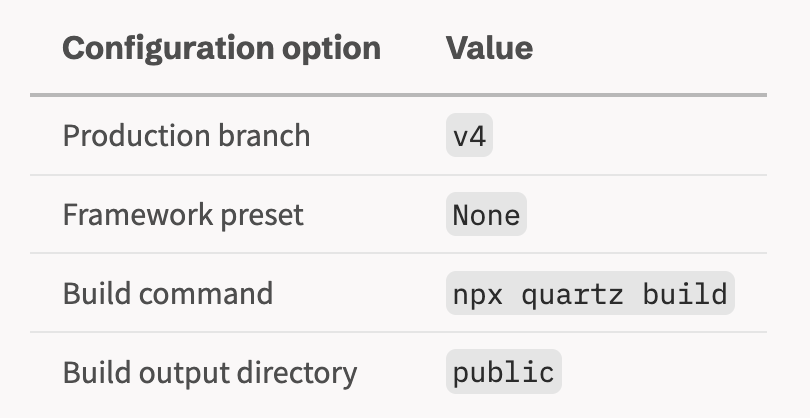 Configuration option Value
Production branch v4
Framework preset None
Build command npx quartz build
Build output directory public